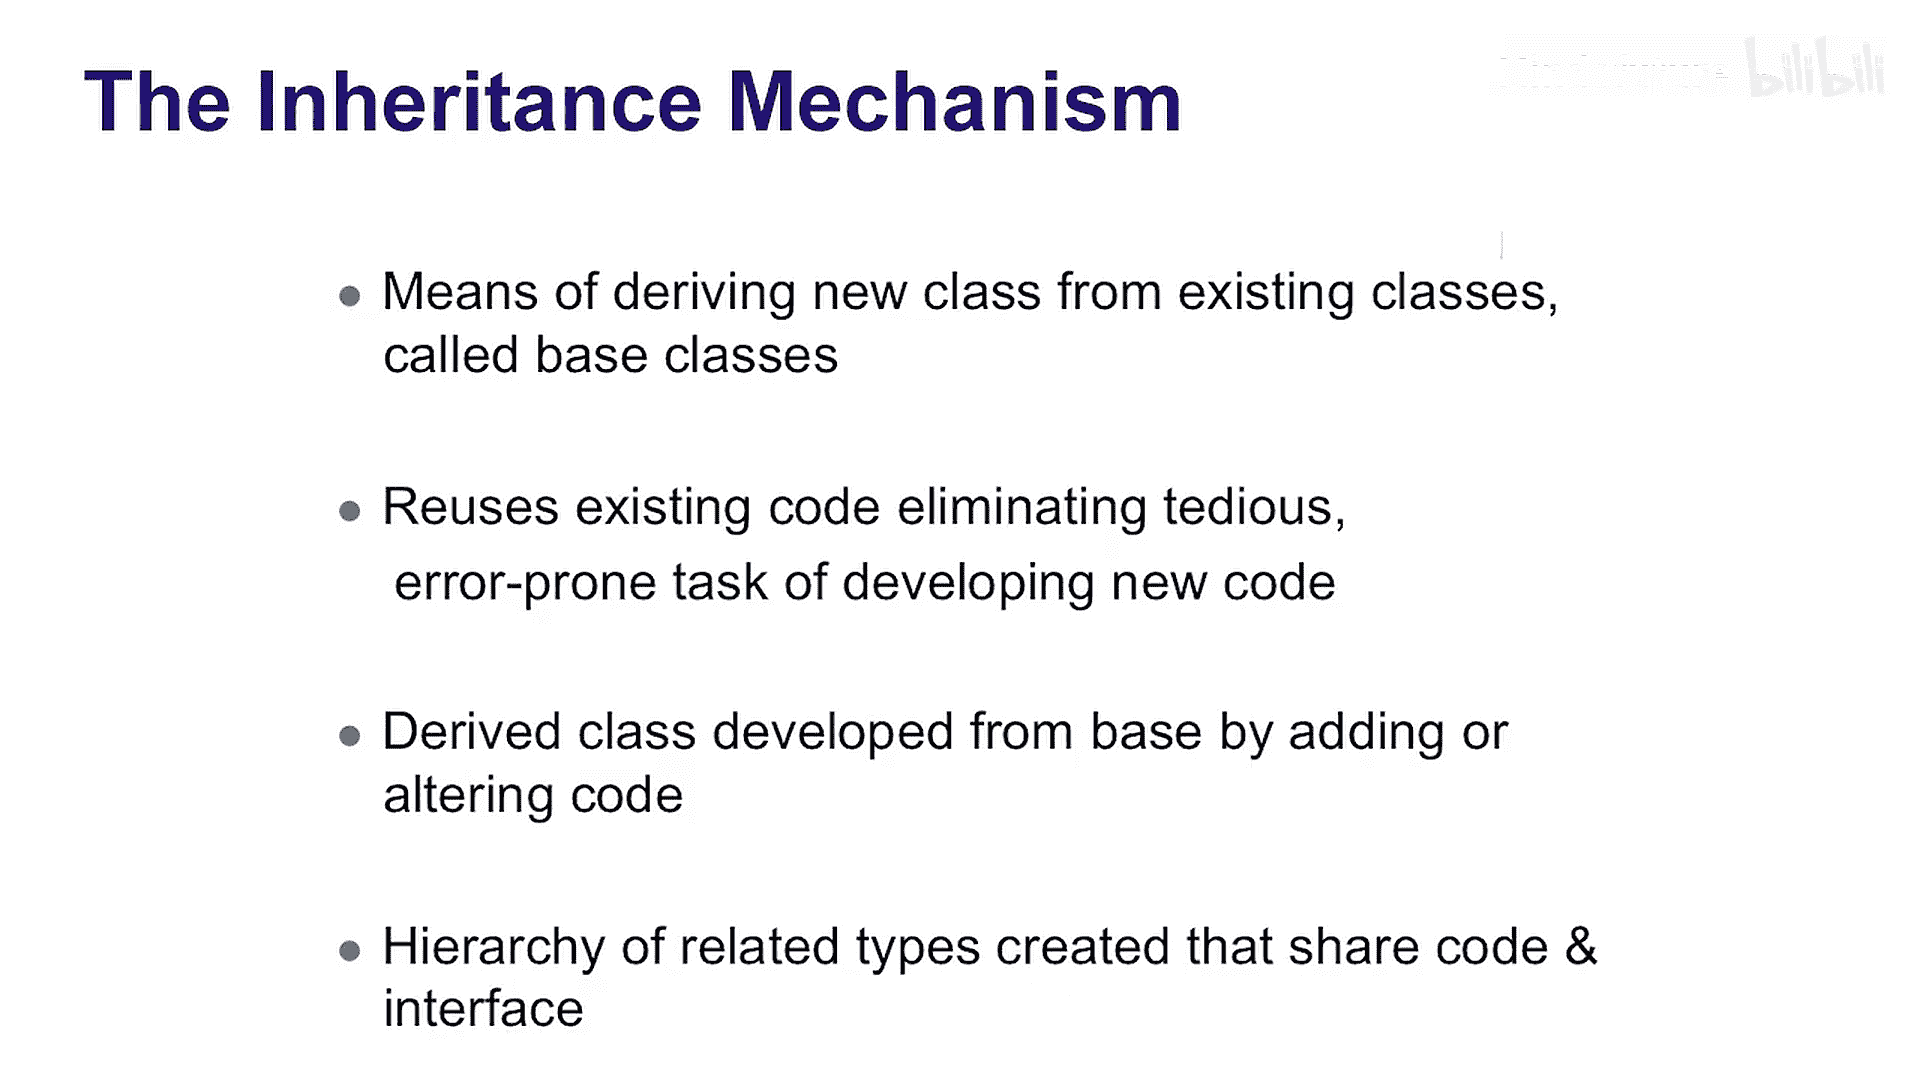 The Inheritance Mechanism
bilibili
● Means of deriving new class from existing classes,
called base classes
● Reuses existing code eliminating tedious,
error-prone task of developing new code
● Derived class developed from base by adding or
altering code
● Hierarchy of related types created that share code &
interface